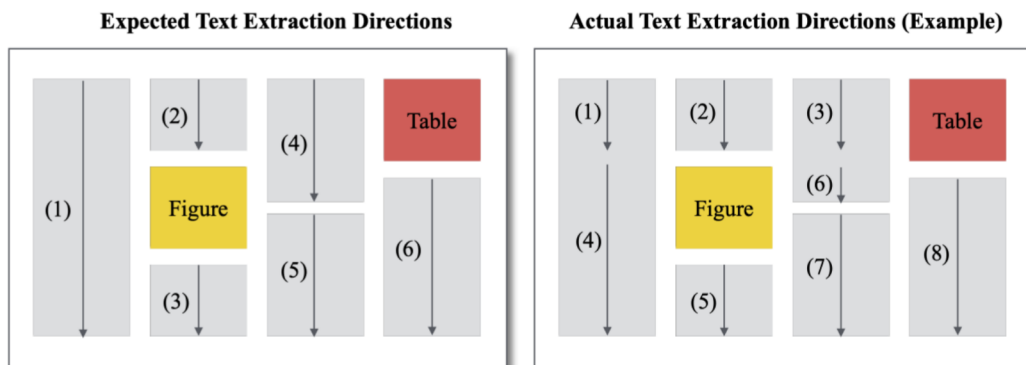 Expected Text Extraction Directions
(1)
(2)
Figure
(3)
(4)
(5)
Table
(6)
Actual Text Extraction Directions (Example)
(1)
(2)
(3)
Table
(4)
Figure
(5)
(6)
(7)
(8)